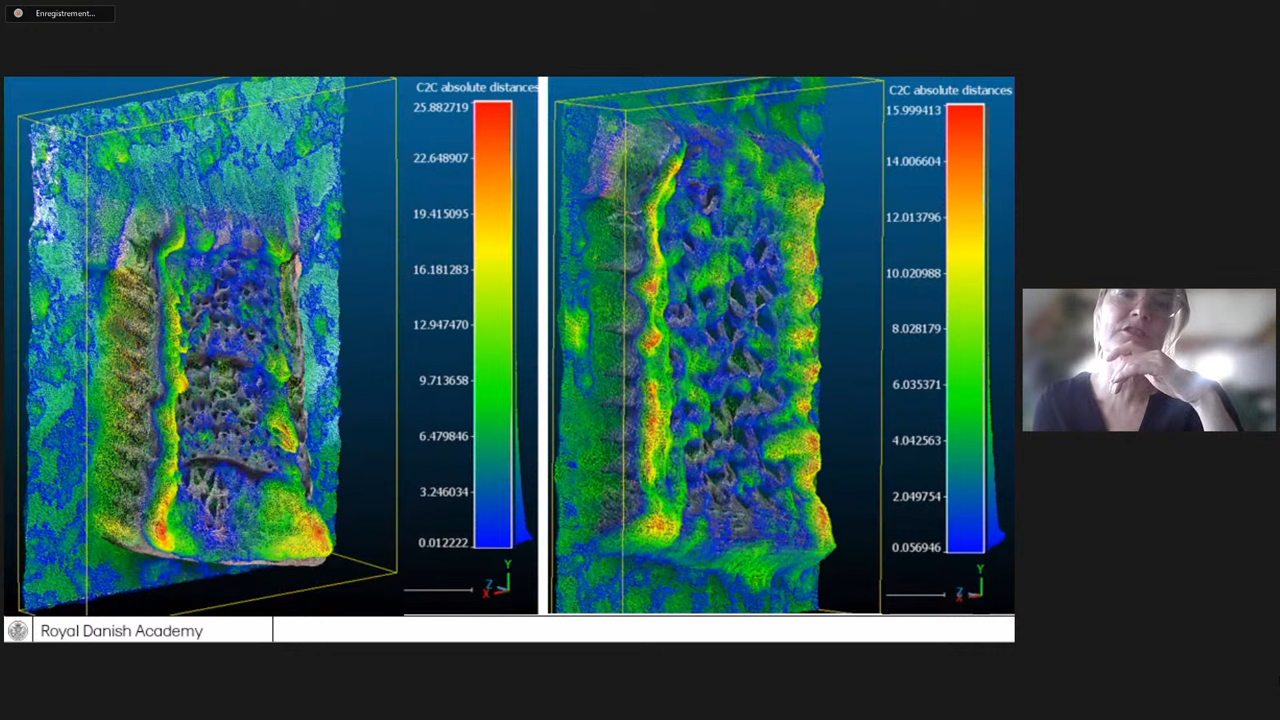 Enregistrement...
C2C absolute distances
25.882719
22.648907
19.415095
16.181283
12.947470
9.713658
6.479846
3.246034
0.012222
Y
Z
X
C2C absolute distances
15.999413
14.006604
12.013796
10.020988
8.028179
6.035371
4.042563
2.049754
0.056946
Y
Z
X
Royal Danish Academy